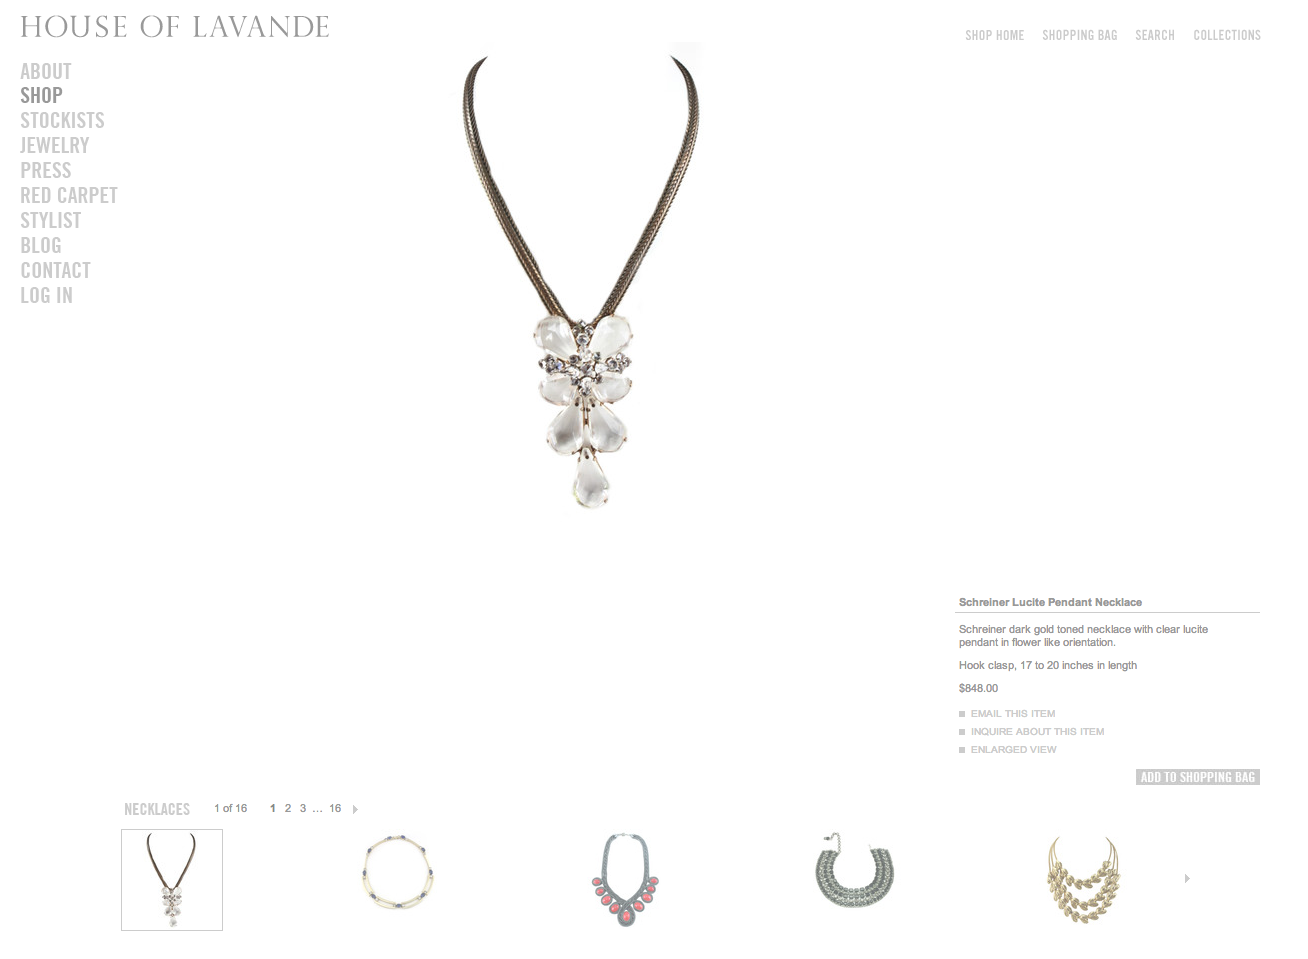 HOUSE OF LAVANDE
SHOP HOME SHOPPING BAG SEARCH COLLECTIONS
ABOUT
SHOP
STOCKISTS
JEWELRY
PRESS
RED CARPET
STYLIST
BLOG
CONTACT
LOG IN
Schreiner Lucite Pendant Necklace
Schreiner dark gold toned necklace with clear lucite
pendant in flower like orientation.
Hook clasp, 17 to 20 inches in length
$848.00
EMAIL THIS ITEM
INQUIRE ABOUT THIS ITEM
ENLARGED VIEW
ADD TO SHOPPING BAG
NECKLACES 1 of 16 1 2 3 ... 16